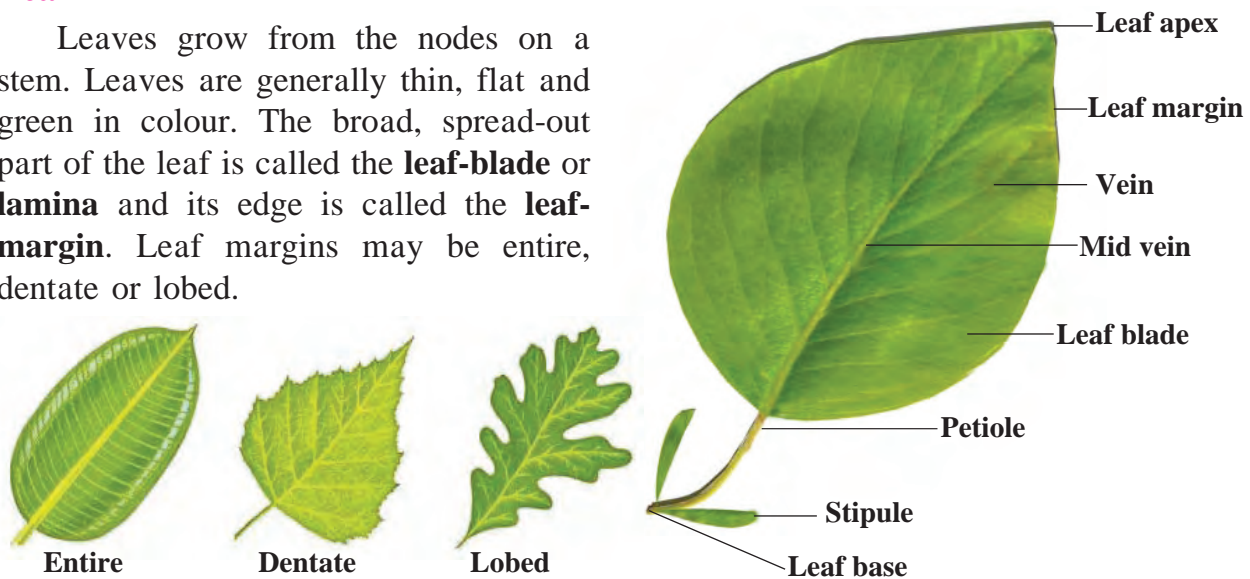 Leaves grow from the nodes on a
stem. Leaves are generally thin, flat and
green in colour. The broad, spread-out
part of the leaf is called the leaf-blade or
lamina and its edge is called the leaf-
margin. Leaf margins may be entire,
dentate or lobed.
Entire
Dentate
Lobed
Leaf apex
Leaf margin
Vein
Mid vein
Leaf blade
Petiole
Stipule
Leaf base